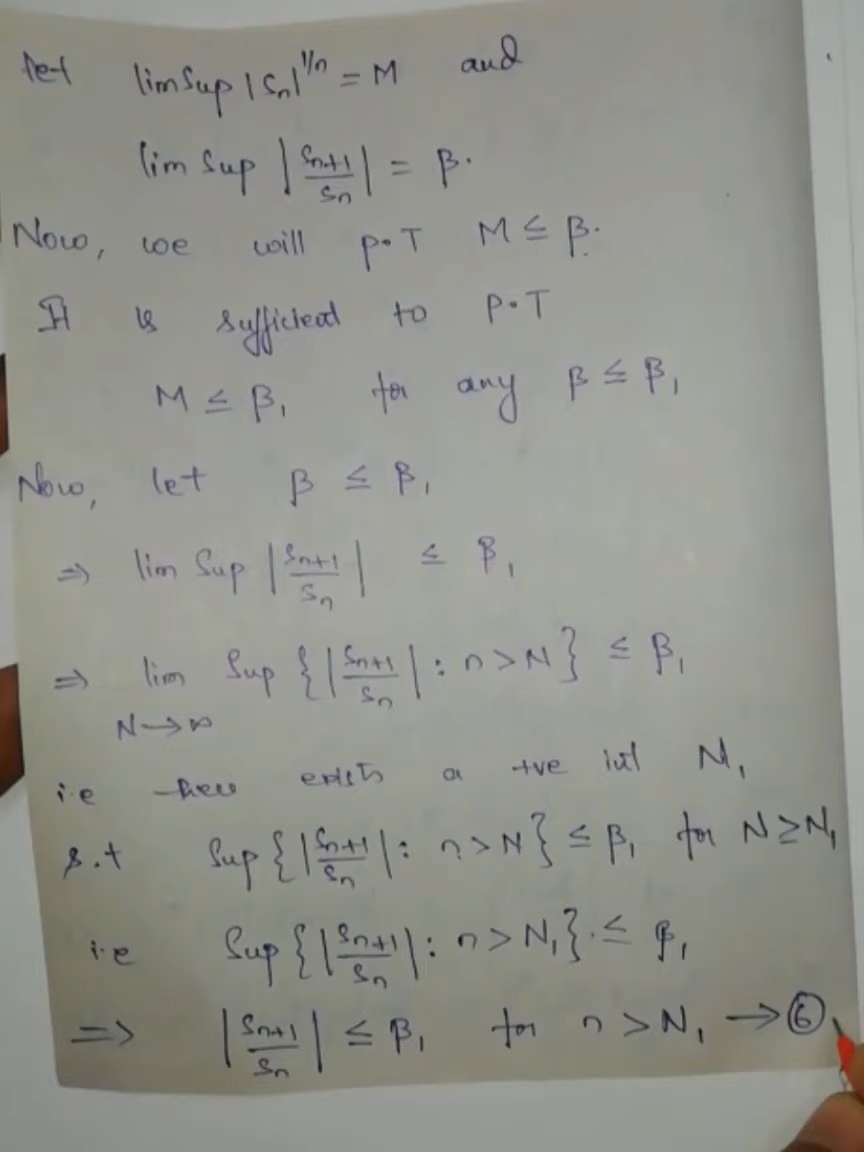 let lim Sup |Sn|^1/n = M and
lim Sup |Sn+1/Sn| = β.
Now, we will P.T M ≤ β.
It is sufficient to P.T
M ≤ β1 for any β ≤ β1
Now, let β ≤ β1
⇒ lim Sup |Sn+1/Sn| ≤ β1
⇒ lim Sup {|Sn+1/Sn| : n > N} ≤ β1
N→∞
i.e there exists a +ve int N1
s.t Sup {|Sn+1/Sn| : n > N} ≤ β1 for N ≥ N1
i.e Sup {|Sn+1/Sn| : n > N1} ≤ β1
⇒ |Sn+1/Sn| ≤ β1 for n > N1 → ⑥